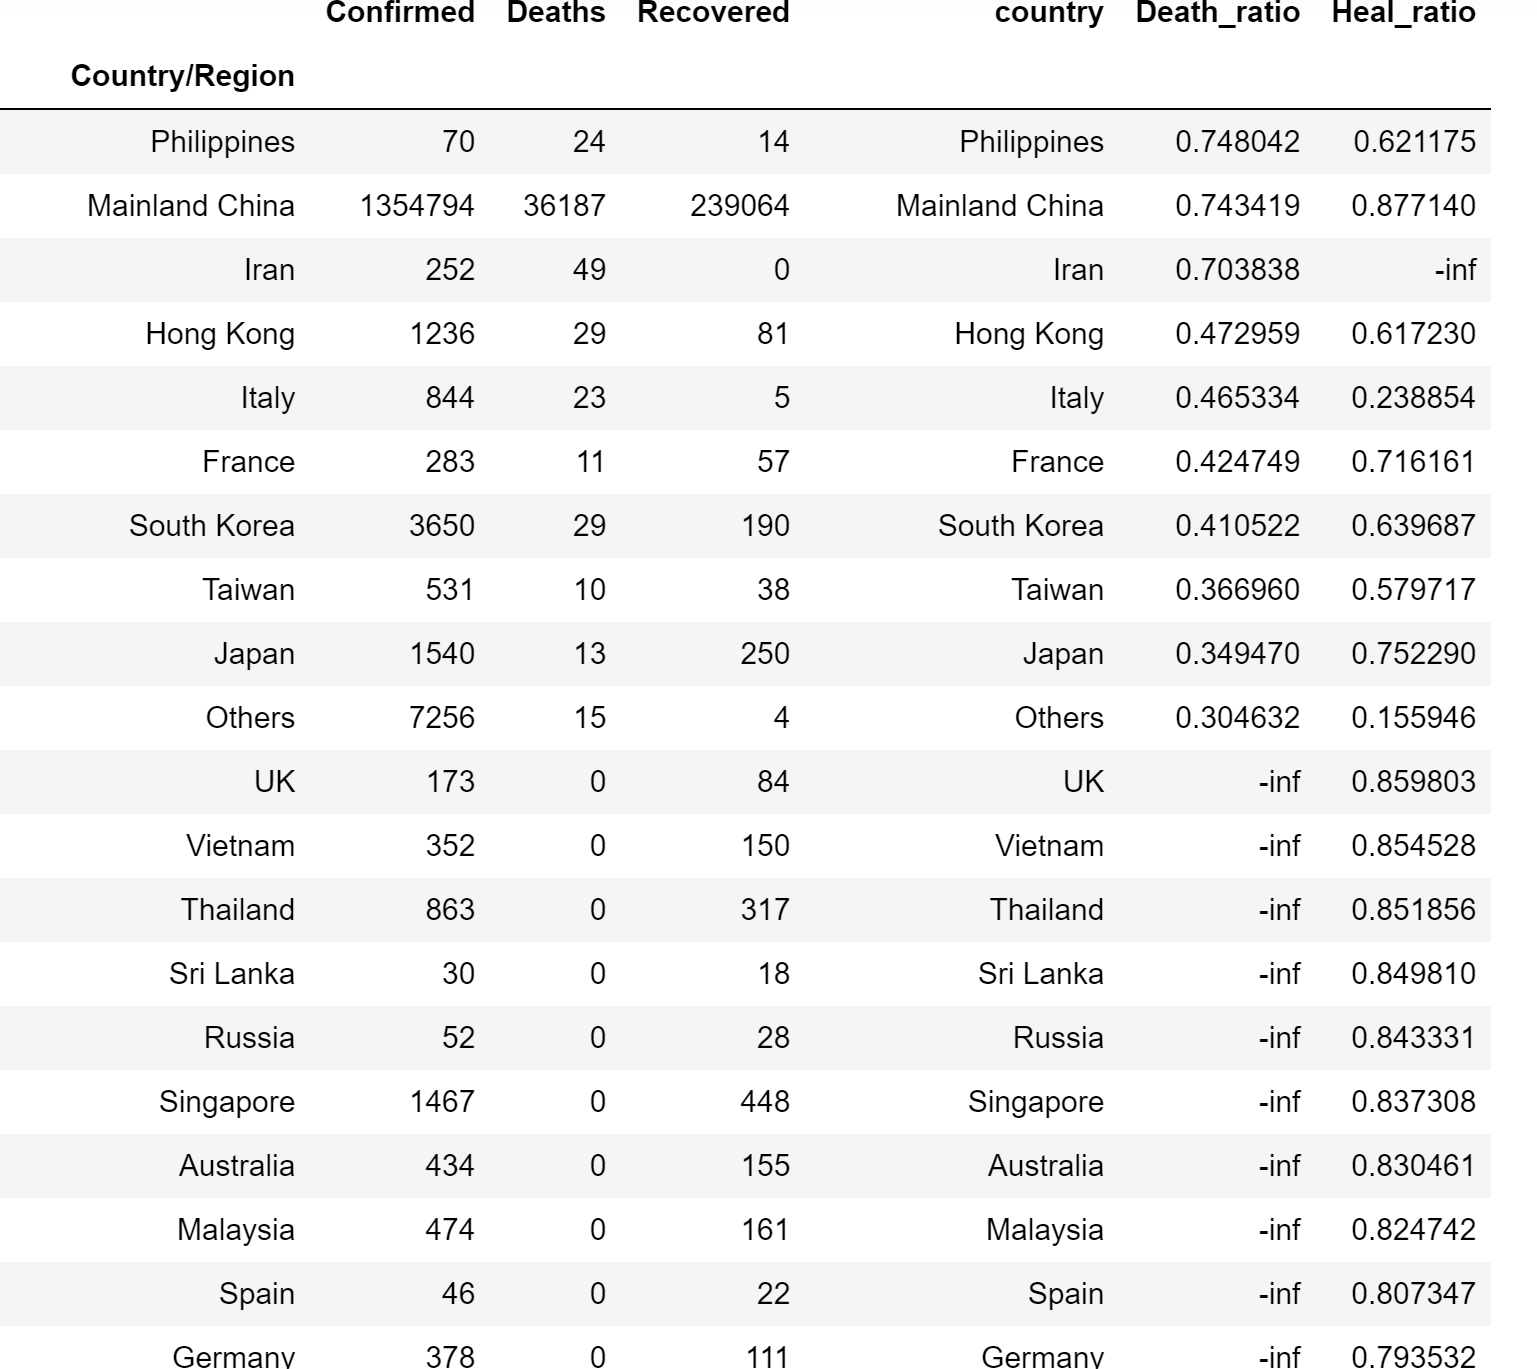 Confirmed Deaths Recovered country Death_ratio Heal_ratio
Country/Region
Philippines 70 24 14 Philippines 0.748042 0.621175
Mainland China 1354794 36187 239064 Mainland China 0.743419 0.877140
Iran 252 49 0 Iran 0.703838 -inf
Hong Kong 1236 29 81 Hong Kong 0.472959 0.617230
Italy 844 23 5 Italy 0.465334 0.238854
France 283 11 57 France 0.424749 0.716161
South Korea 3650 29 190 South Korea 0.410522 0.639687
Taiwan 531 10 38 Taiwan 0.366960 0.579717
Japan 1540 13 250 Japan 0.349470 0.752290
Others 7256 15 4 Others 0.304632 0.155946
UK 173 0 84 UK -inf 0.859803
Vietnam 352 0 150 Vietnam -inf 0.854528
Thailand 863 0 317 Thailand -inf 0.851856
Sri Lanka 30 0 18 Sri Lanka -inf 0.849810
Russia 52 0 28 Russia -inf 0.843331
Singapore 1467 0 448 Singapore -inf 0.837308
Australia 434 0 155 Australia -inf 0.830461
Malaysia 474 0 161 Malaysia -inf 0.824742
Spain 46 0 22 Spain -inf 0.807347
Germany 378 0 111 Germany -inf 0.793532